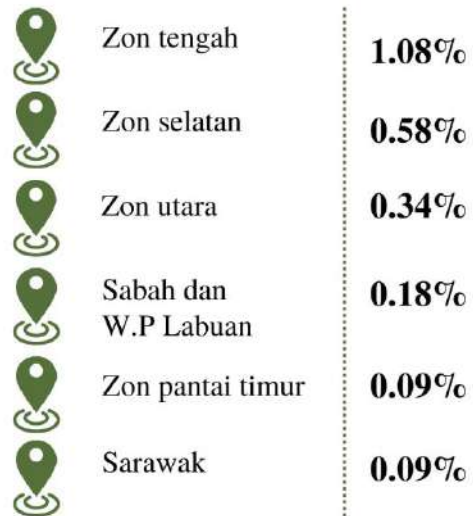 Zon tengah 1.08%
Zon selatan 0.58%
Zon utara 0.34%
Sabah dan 0.18%
W.P Labuan
Zon pantai timur 0.09%
Sarawak 0.09%